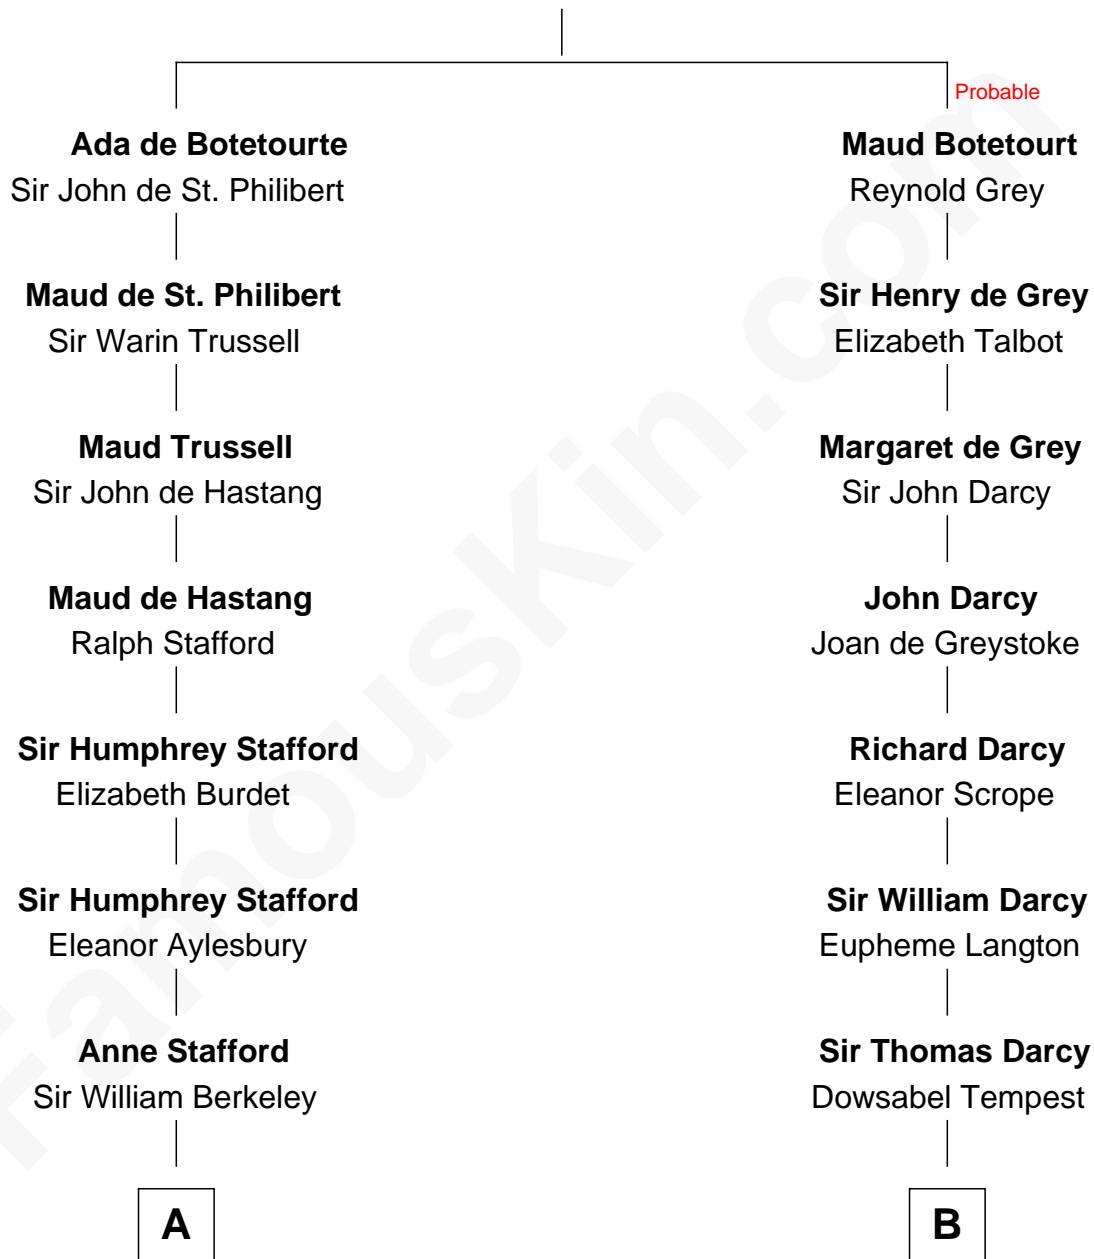 Probable
Ada de Botetourte
Sir John de St. Philibert
Maud Botetourt
Reynold Grey
Maud de St. Philibert
Sir Warin Trussell
Sir Henry de Grey
Elizabeth Talbot
Maud Trussell
Sir John de Hastang
Margaret de Grey
Sir John Darcy
Maud de Hastang
Ralph Stafford
John Darcy
Joan de Greystoke
Sir Humphrey Stafford
Elizabeth Burdet
Richard Darcy
Eleanor Scrope
Sir Humphrey Stafford
Eleanor Aylesbury
Sir William Darcy
Eupheme Langton
Anne Stafford
Sir William Berkeley
Sir Thomas Darcy
Dowsabel Tempest
A
B
FamousKin.com